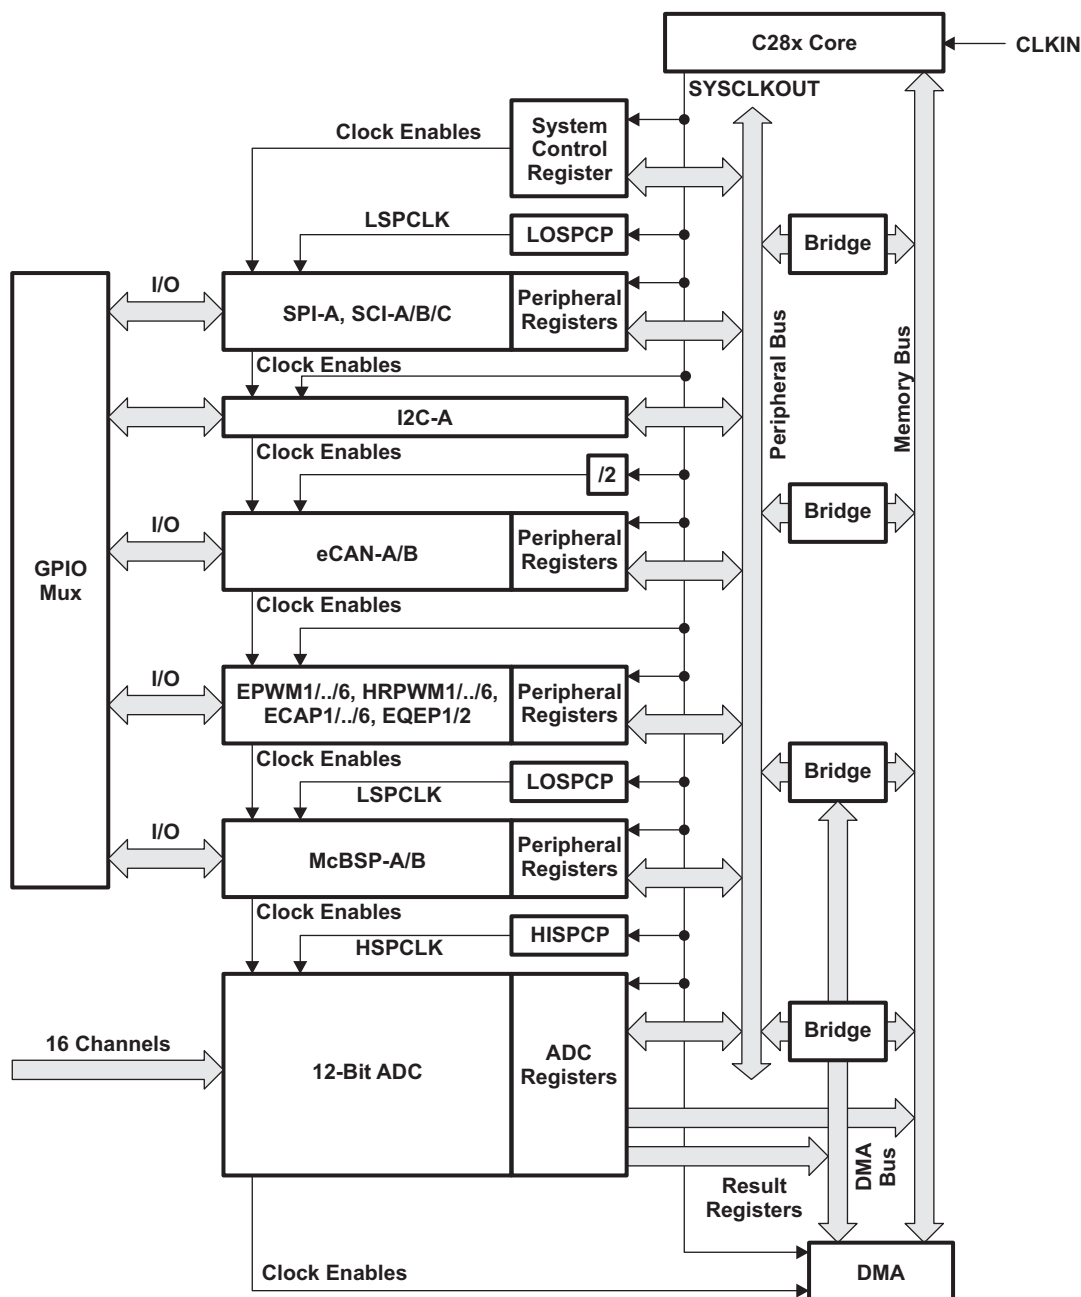 C28x Core
CLKIN
SYSCLKOUT
System
Control
Register
Clock Enables
LSPCLK
LOSPCP
Bridge
I/O
SPI-A, SCI-A/B/C
Peripheral
Registers
Peripheral Bus
Memory Bus
Clock Enables
I2C-A
Clock Enables
/2
Bridge
I/O
eCAN-A/B
Peripheral
Registers
GPIO
Mux
Clock Enables
I/O
EPWM1/../6, HRPWM1/../6,
ECAP1/../6, EQEP1/2
Peripheral
Registers
Clock Enables
LSPCLK
LOSPCP
Bridge
I/O
McBSP-A/B
Peripheral
Registers
Clock Enables
HSPCLK
HISPCP
16 Channels
12-Bit ADC
ADC
Registers
Bridge
DMA
Bus
Result
Registers
Clock Enables
DMA